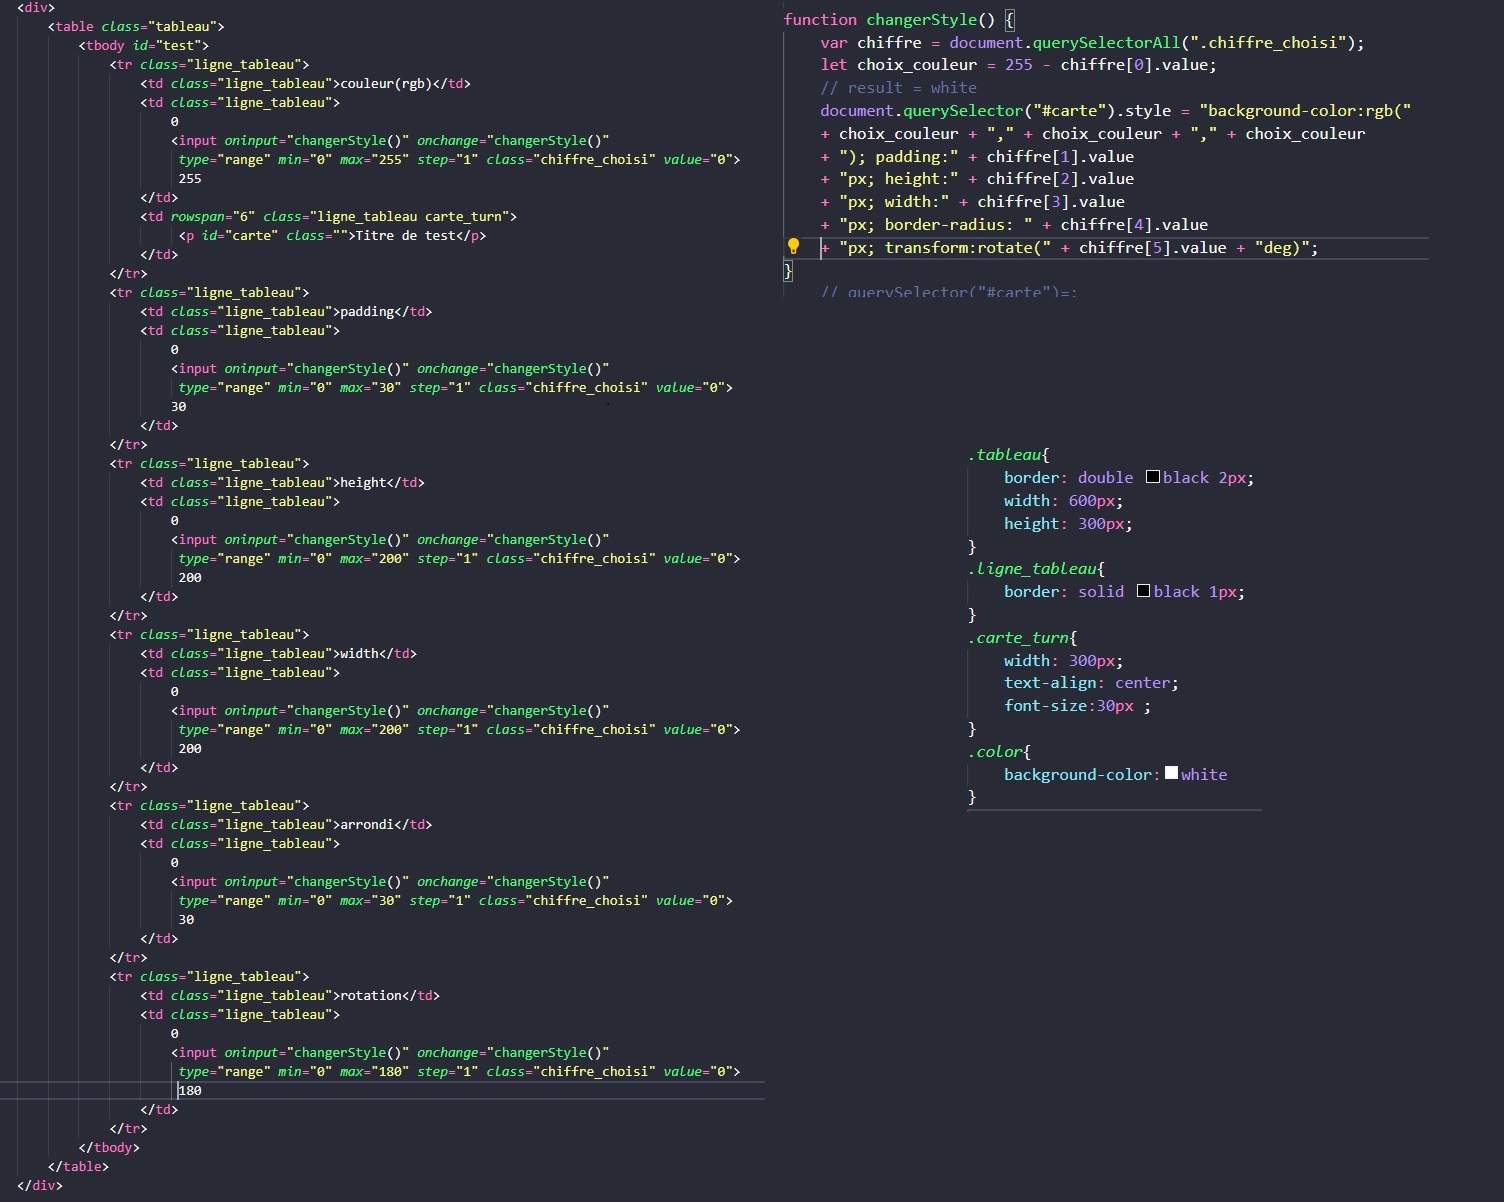 <div>
<table class="tableau">
<tbody id="test">
<tr class="ligne_tableau">
<td class="ligne_tableau">couleur(rgb)</td>
<td class="ligne_tableau">
0
<input oninput="changerStyle()" onchange="changerStyle()"
type="range" min="0" max="255" step="1" class="chiffre_choisi" value="0">
255
</td>
<td rowspan="6" class="ligne_tableau carte_turn">
<p id="carte" class="">Titre de test</p>
</td>
</tr>
<tr class="ligne_tableau">
<td class="ligne_tableau">padding</td>
<td class="ligne_tableau">
0
<input oninput="changerStyle()" onchange="changerStyle()"
type="range" min="0" max="30" step="1" class="chiffre_choisi" value="0">
30
</td>
</tr>
<tr class="ligne_tableau">
<td class="ligne_tableau">height</td>
<td class="ligne_tableau">
0
<input oninput="changerStyle()" onchange="changerStyle()"
type="range" min="0" max="200" step="1" class="chiffre_choisi" value="0">
200
</td>
</tr>
<tr class="ligne_tableau">
<td class="ligne_tableau">width</td>
<td class="ligne_tableau">
0
<input oninput="changerStyle()" onchange="changerStyle()"
type="range" min="0" max="200" step="1" class="chiffre_choisi" value="0">
200
</td>
</tr>
<tr class="ligne_tableau">
<td class="ligne_tableau">arrondi</td>
<td class="ligne_tableau">
0
<input oninput="changerStyle()" onchange="changerStyle()"
type="range" min="0" max="30" step="1" class="chiffre_choisi" value="0">
30
</td>
</tr>
<tr class="ligne_tableau">
<td class="ligne_tableau">rotation</td>
<td class="ligne_tableau">
0
<input oninput="changerStyle()" onchange="changerStyle()"
type="range" min="0" max="180" step="1" class="chiffre_choisi" value="0">
180
</td>
</tr>
</tbody>
</table>
</div>
function changerStyle() {
var chiffre = document.querySelectorAll(".chiffre_choisi");
let choix_couleur = 255 - chiffre[0].value;
// result = white
document.querySelector("#carte").style = "background-color:rgb("
+ choix_couleur + "," + choix_couleur + "," + choix_couleur
+ "); padding:" + chiffre[1].value
+ "px; height:" + chiffre[2].value
+ "px; width:" + chiffre[3].value
+ "px; border-radius: " + chiffre[4].value
+ "px; transform:rotate(" + chiffre[5].value + "deg)";
}
// querySelector("#carte")=;
.tableau{
border: double black 2px;
width: 600px;
height: 300px;
}
.ligne_tableau{
border: solid black 1px;
}
.carte_turn{
width: 300px;
text-align: center;
font-size:30px ;
}
.color{
background-color: white
}